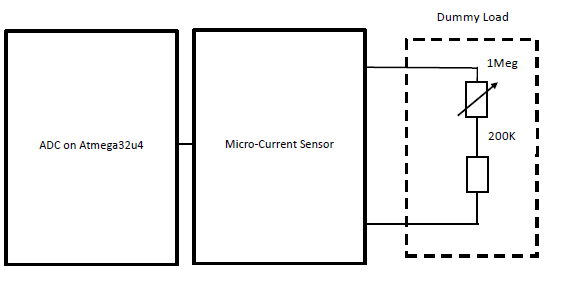 Dummy Load
1Meg
200K
ADC on Atmega32u4
Micro-Current Sensor